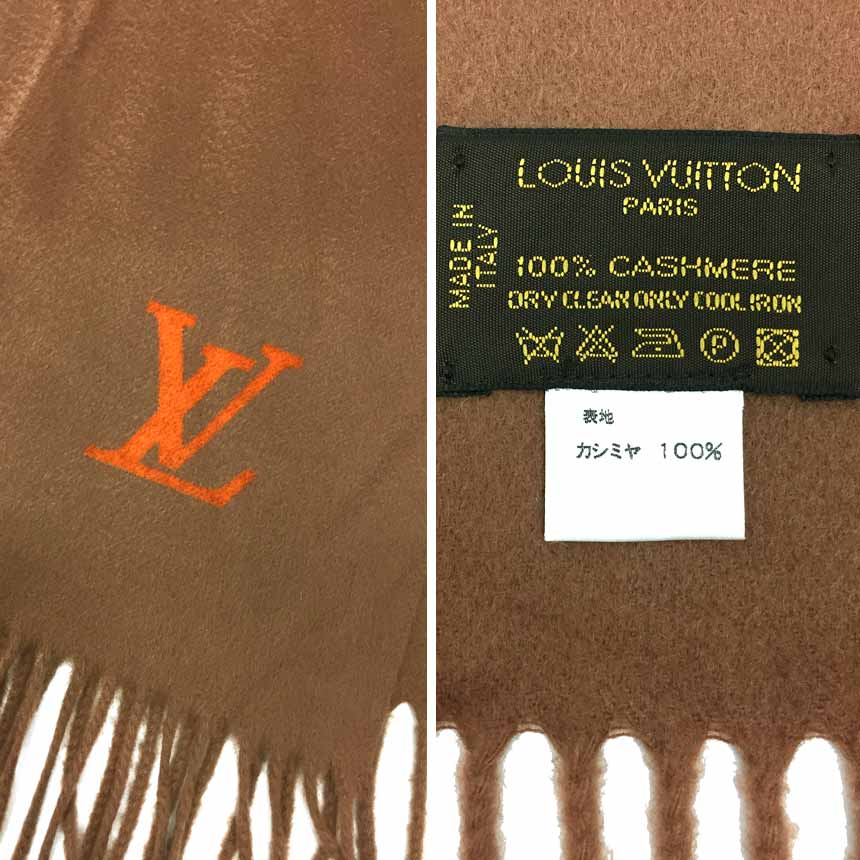 LV
LOUIS VUITTON
PARIS
MADE IN
ITALY
100% CASHMERE
DRY CLEAN ONLY COOL IRON
P
表地
カシミヤ 100%